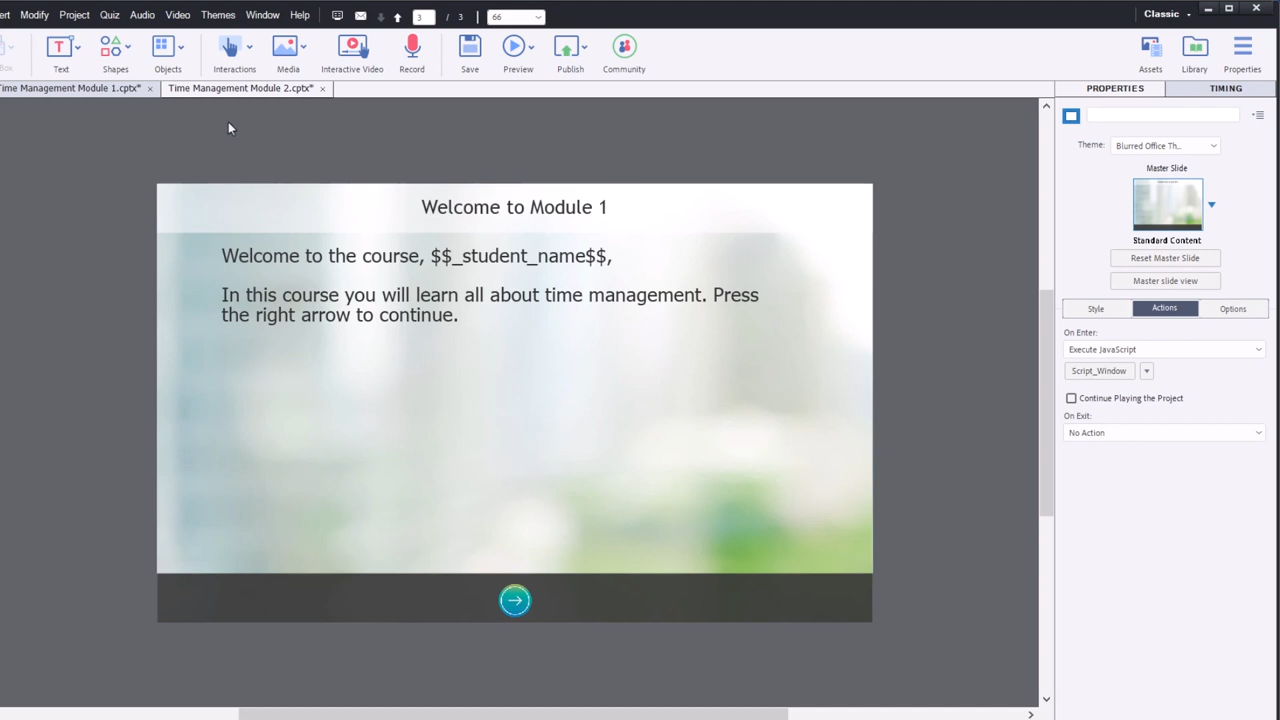 ert Modify Project Quiz Audio Video Themes Window Help 3 / 3 66 Classic
Box Text Shapes Objects Interactions Media Interactive Video Record Save Preview Publish Community Assets Library Properties
Time Management Module 1.cptx* × Time Management Module 2.cptx* × PROPERTIES TIMING
Theme: Blurred Office Th...
Master Slide
Standard Content
Reset Master Slide
Master slide view
Style Actions Options
On Enter:
Execute JavaScript
Script_Window
Continue Playing the Project
On Exit:
No Action
Welcome to Module 1
Welcome to the course, $$_student_name$$,
In this course you will learn all about time management. Press
the right arrow to continue.